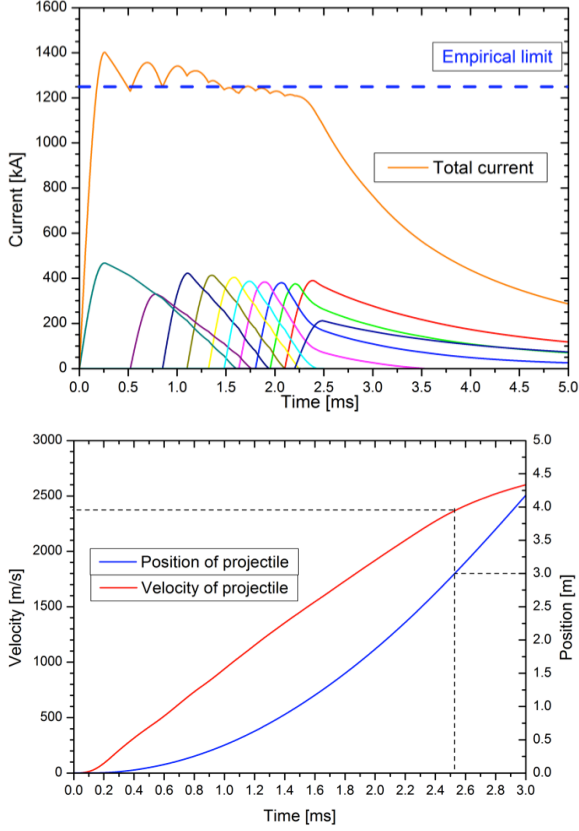 1600
1400
1200
1000
800
600
400
200
0
Current [kA]
Empirical limit
Total current
0.0 0.5 1.0 1.5 2.0 2.5 3.0 3.5 4.0 4.5 5.0
Time [ms]
3000
2500
2000
1500
1000
500
0
Velocity [m/s]
Position of projectile
Velocity of projectile
5.0
4.5
4.0
3.5
3.0
2.5
2.0
1.5
1.0
0.5
0.0
Position [m]
0.0 0.2 0.4 0.6 0.8 1.0 1.2 1.4 1.6 1.8 2.0 2.2 2.4 2.6 2.8 3.0
Time [ms]